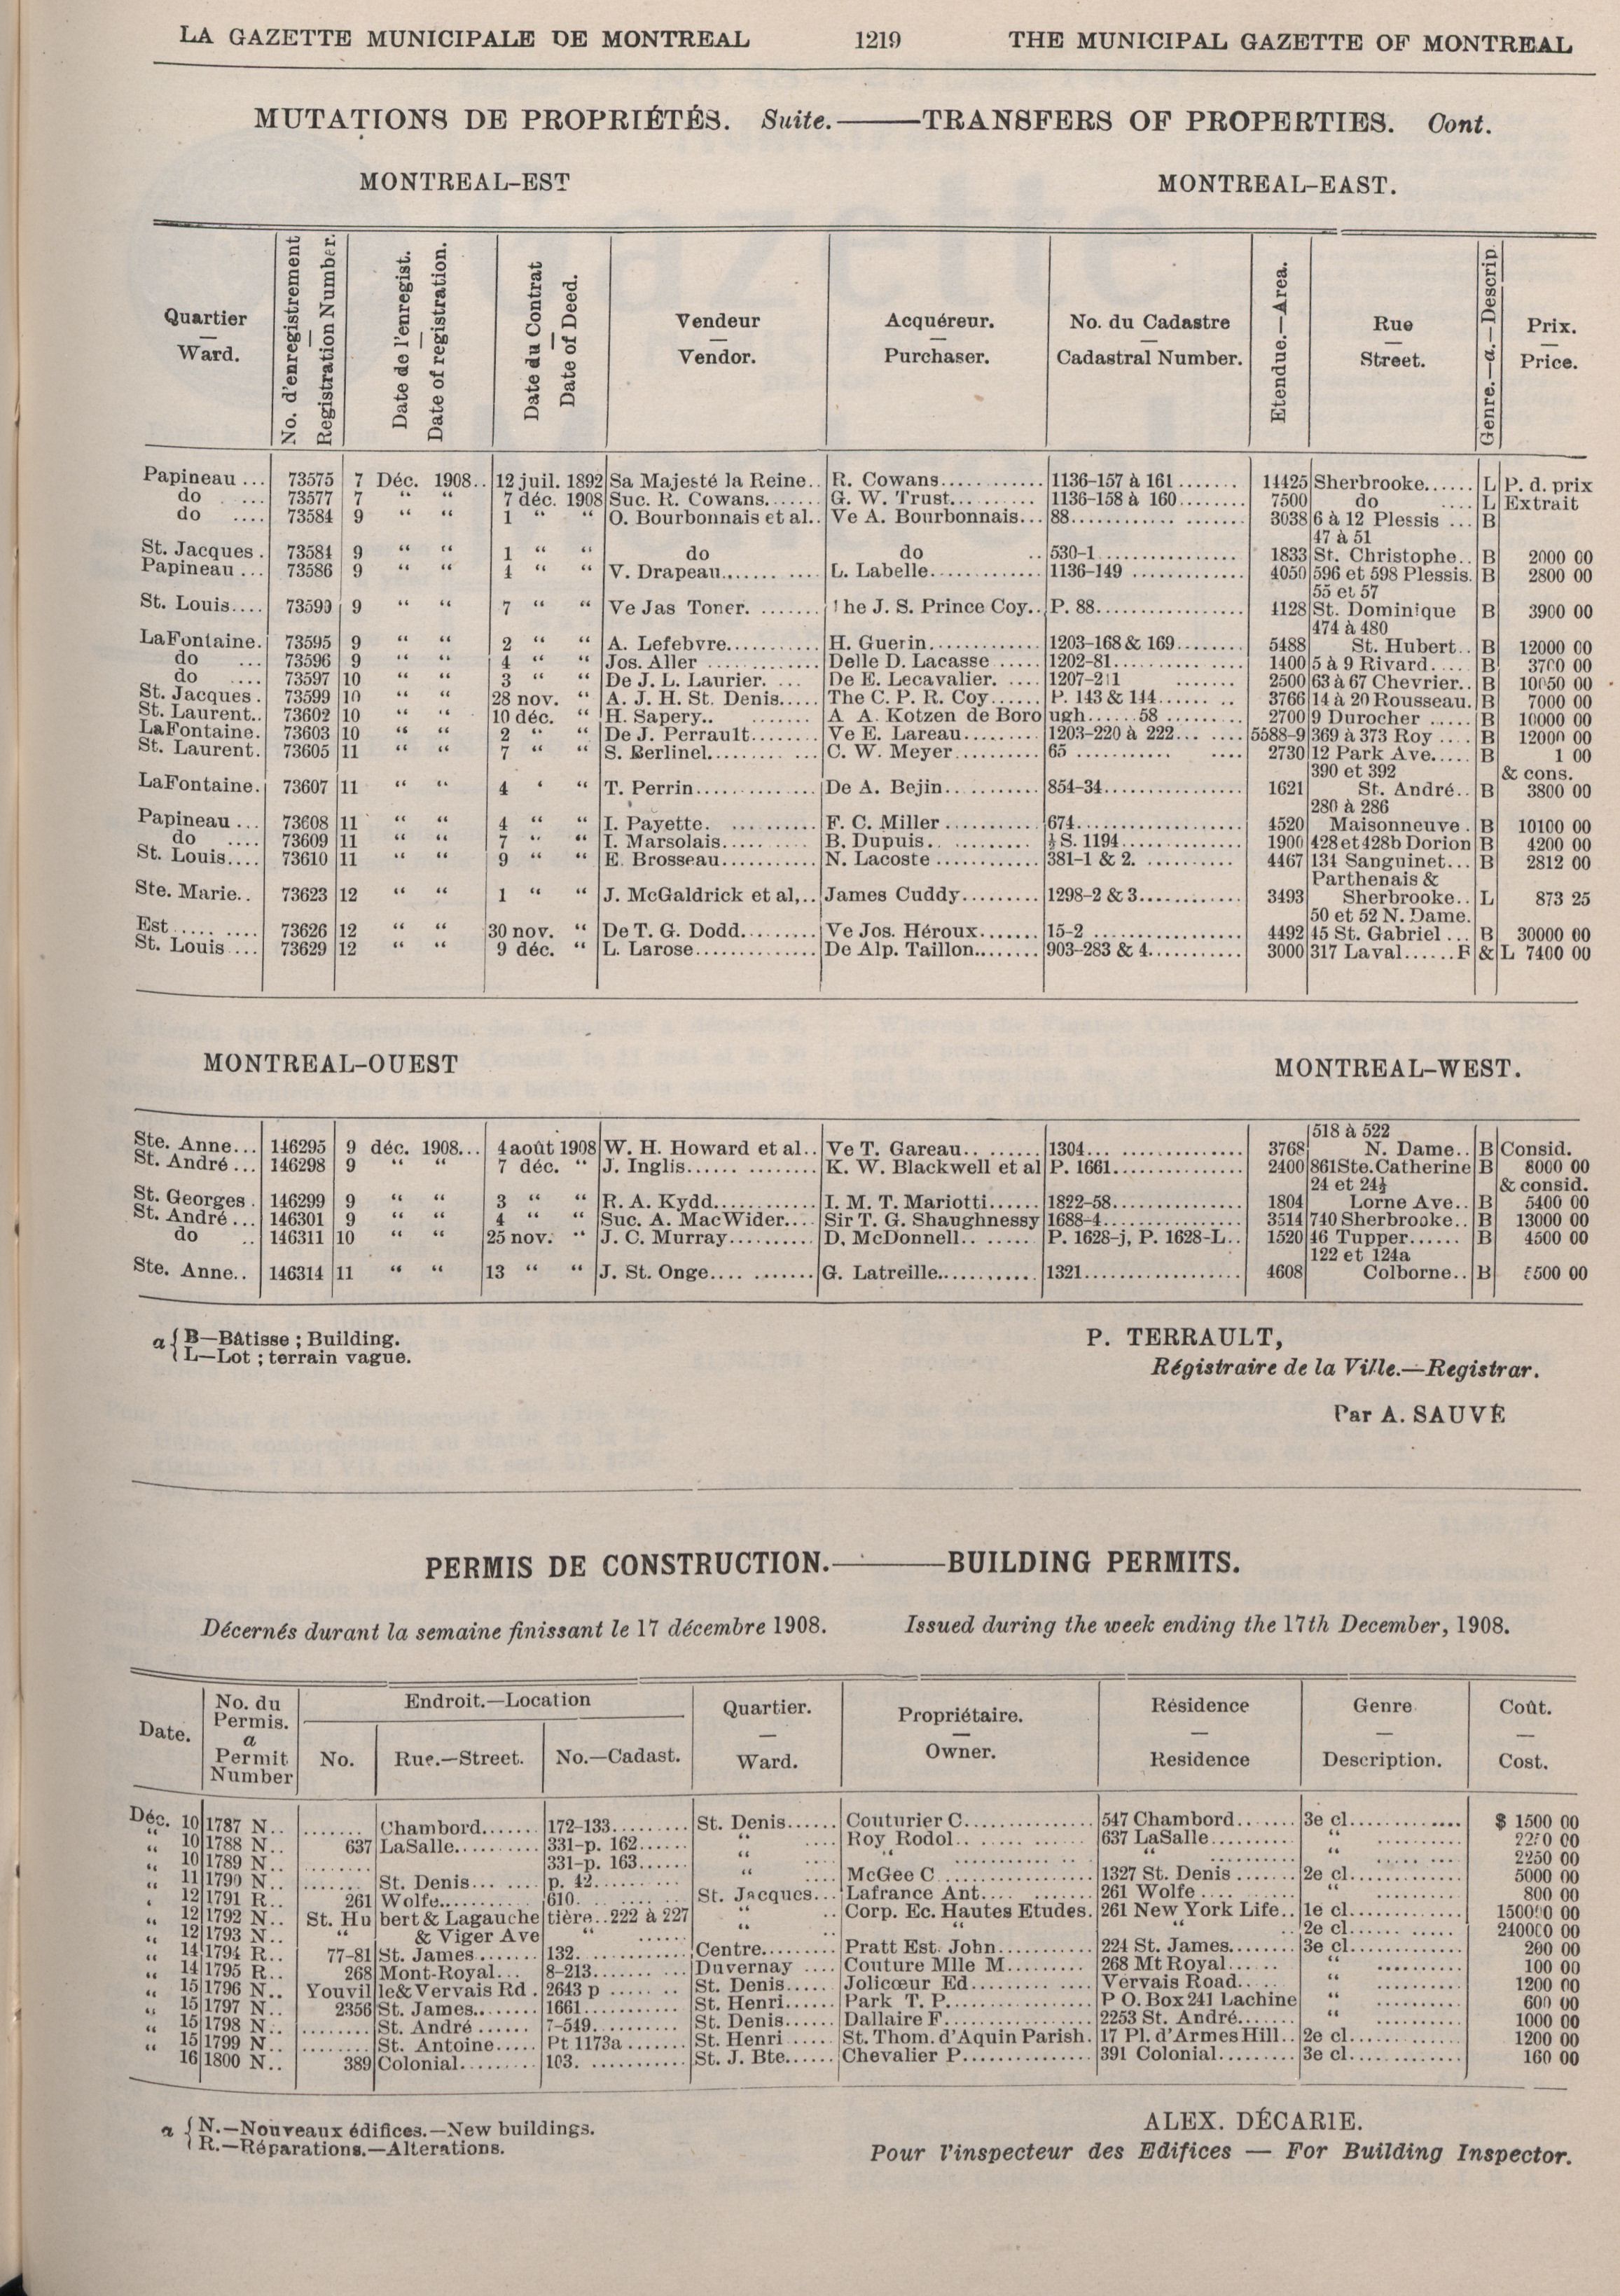 LA GAZETTE MUNICIPALE DE MONTREAL 1219 THE MUNICIPAL GAZETTE OF MONTREAL
MUTATIONS DE PROPRIÉTÉS. Suite.——TRANSFERS OF PROPERTIES. Cont.
MONTREAL-EST MONTREAL-EAST.
Quartier — Ward. No. d'enregistrement — Registration Number. Date de l'enregist. — Date of registration. Date du Contrat — Date of Deed. Vendeur — Vendor. Acquéreur. — Purchaser. No. du Cadastre — Cadastral Number. Etendue.—Area. Rue — Street. Genre.—a.—Descrip. Prix. — Price.
Papineau ... 73575 7 Déc. 1908.. 12 juil. 1892 Sa Majesté la Reine.. R. Cowans............ 1136-157 à 161....... 14425 Sherbrooke...... L P. d. prix
do .... 73577 7 “ “ 7 déc. 1908 Suc. R. Cowans....... G. W. Trust........... 1136-158 à 160........ 7500 do .... L Extrait
do .... 73584 9 “ “ 1 “ “ O. Bourbonnais et al.. Ve A. Bourbonnais... 88.................... 3038 6 à 12 Plessis ... B
47 à 51
St. Jacques . 73584 9 “ “ 1 “ “ do do .. 530-1................ 1833 St. Christophe.. B 2000 00
Papineau ... 73586 9 “ “ 4 “ “ V. Drapeau........... L. Labelle............. 1136-149 ............. 4050 596 et 598 Plessis. B 2800 00
55 et 57
St. Louis.... 73590 9 “ “ 7 “ “ Ve Jas Toner. ....... The J. S. Prince Coy.. P. 88................. 1128 St. Dominique B 3900 00
474 à 480
LaFontaine. 73595 9 “ “ 2 “ “ A. Lefebvre........... H. Guerin............. 1203-168 & 169........ 5488 St. Hubert.. B 12000 00
do ... 73596 9 “ “ 4 “ “ Jos. Aller ............. Delle D. Lacasse ..... 1202-81............... 1400 5 à 9 Rivard..... B 3700 00
do .... 73597 10 “ “ 3 “ “ De J. L. Laurier. ... De E. Lecavalier. .... 1207-211 ....... 2500 63 à 67 Chevrier.. B 10050 00
St. Jacques . 73599 10 “ “ 28 nov. “ A. J. H. St. Denis..... The C. P. R. Coy...... P. 143 & 144....... .. 3766 14 à 20 Rousseau. B 7000 00
St. Laurent.. 73602 10 “ “ 10 déc. “ H. Sapery.. ....... A A. Kotzen de Borough...... 58 ......... 2700 9 Durocher ...... B 10000 00
LaFontaine. 73603 10 “ “ 2 “ “ De J. Perrault........ Ve E. Lareau......... 1203-220 à 222... .... 5588-9 369 à 373 Roy .... B 12000 00
St. Laurent. 73605 11 “ “ 7 “ “ S. Berlinel............ C. W. Meyer.......... 65 ........... .... 2730 12 Park Ave..... B 1 00
390 et 392 & cons.
LaFontaine. 73607 11 “ “ 4 ‘ “ T. Perrin.............. De A. Bejin........... 854-34................ 1621 St. André.. B 3800 00
280 à 286
Papineau ... 73608 11 “ “ 4 “ “ I. Payette. .......... F. C. Miller ........... 674.................... 4520 Maisonneuve . B 10100 00
do .... 73609 11 “ “ 7 “ “ I. Marsolais.......... B. Dupuis.. ......... ½ S. 1194............. 1900 428 et 428b Dorion B 4200 00
St. Louis.... 73610 11 “ “ 9 “ “ E. Brosseau........... N. Lacoste ............ 381-1 & 2. .......... 4467 134 Sanguinet... B 2812 00
Parthenais &
Ste. Marie.. 73623 12 “ “ 1 “ “ J. McGaldrick et al,.. James Cuddy......... 1298-2 & 3............ 3493 Sherbrooke.. L 873 25
50 et 52 N. Dame.
Est..... ..... 73626 12 “ “ 30 nov. “ De T. G. Dodd......... Ve Jos. Héroux....... 15-2 .................. 4492 45 St. Gabriel ... B 30000 00
St. Louis .... 73629 12 “ “ 9 déc. “ L. Larose.............. De Alp. Taillon........ 903-283 & 4........... 3000 317 Laval...... B & L 7400 00
MONTREAL-OUEST MONTREAL-WEST.
518 à 522
Ste. Anne... 146295 9 déc. 1908... 4 août 1908 W. H. Howard et al.. Ve T. Gareau.. ...... 1304... .............. 3768 N. Dame.. B Consid.
St. André ... 146298 9 “ “ 7 déc. “ J. Inglis...... ........ K. W. Blackwell et al P. 1661............... 2400 861 Ste. Catherine B 8000 00
24 et 24½ & consid.
St. Georges . 146299 9 “ “ 3 “ “ R. A. Kydd............ I. M. T. Mariotti...... 1822-58............... 1804 Lorne Ave.. B 5400 00
St. André ... 146301 9 “ “ 4 “ “ Suc. A. MacWider.... Sir T. G. Shaughnessy 1688-4................ 3514 740 Sherbrooke.. B 13000 00
do .. 146311 10 “ “ 25 nov. “ J. C. Murray.......... D. McDonnell.. ...... P. 1628-j, P. 1628-L.. 1520 46 Tupper...... B 4500 00
122 et 124a
Ste. Anne.. 146314 11 “ “ 13 “ “ J. St. Onge.... ....... G. Latreille............ 1321.................. 4608 Colborne.. B 500 00
a { B—Bâtisse ; Building.
L—Lot ; terrain vague.
P. TERRAULT,
Régistraire de la Ville.—Registrar.
Par A. SAUVÉ
PERMIS DE CONSTRUCTION.———BUILDING PERMITS.
Décernés durant la semaine finissant le 17 décembre 1908. Issued during the week ending the 17th December, 1908.
Date. No. du Permis. a Permit Number Endroit.—Location No. Rue.—Street. No.—Cadast. Quartier. — Ward. Propriétaire. — Owner. Résidence — Residence Genre — Description. Coût. — Cost.
Déc. 10 1787 N.. ....... Chambord....... 172-133......... St. Denis...... Couturier C............... 547 Chambord....... 3e cl............. $ 1500 00
“ 10 1788 N.. 637 LaSalle.......... 331-p. 162...... “ .... Roy Rodol.. ............. 637 LaSalle.......... “ .......... 2250 00
“ 10 1789 N.. ........ 331-p. 163...... “ .... “ ............... “ .......... “ .......... 2250 00
“ 11 1790 N.. ....... St. Denis... ..... p. 42.......... “ .... McGee C ................. 1327 St. Denis ....... 2e cl............. 5000 00
“ 12 1791 R.. 261 Wolfe........... 610. ............ St. Jacques... Lafrance Ant.... ....... 261 Wolfe .... ...... “ .......... 800 00
“ 12 1792 N.. St. Hubert & Lagauchetière.. 222 à 227 “ .. Corp. Ec. Hautes Etudes. 261 New York Life.. 1e cl............. 150000 00
“ 12 1793 N.. “ & Viger Ave “ ...... “ .. “ “ .. 2e cl............. 240000 00
“ 14 1794 R.. 77-81 St. James ....... 132. ............ Centre......... Pratt Est. John........... 224 St. James........ 3e cl............. 200 00
“ 14 1795 R.. 268 Mont-Royal... 8-213.......... Duvernay .... Couture Mlle M......... 268 Mt Royal...... “ .......... 100 00
“ 15 1796 N.. Youville & Vervais Rd . 2643 p ....... St. Denis...... Jolicœur Ed.............. Vervais Road..... “ .......... 1200 00
“ 15 1797 N.. 2356 St. James......... 1661............ St. Henri...... Park T. P................. P O. Box 241 Lachine “ .......... 600 00
“ 15 1798 N.. ........ St. André ...... 7-549........... St. Denis...... Dallaire F................. 2253 St. André....... “ .......... 1000 00
“ 15 1799 N.. ........ St. Antoine..... Pt 1173a ....... St. Henri ..... St. Thom. d'Aquin Parish. 17 Pl. d'Armes Hill.. 2e cl............. 1200 00
16 1800 N.. 389 Colonial......... 103. ............ St. J. Bte...... Chevalier P............... 391 Colonial......... 3e cl............. 160 00
a { N.—Nouveaux édifices.—New buildings.
R.—Réparations.—Alterations.
ALEX. DÉCARIE.
Pour l'inspecteur des Edifices — For Building Inspector.